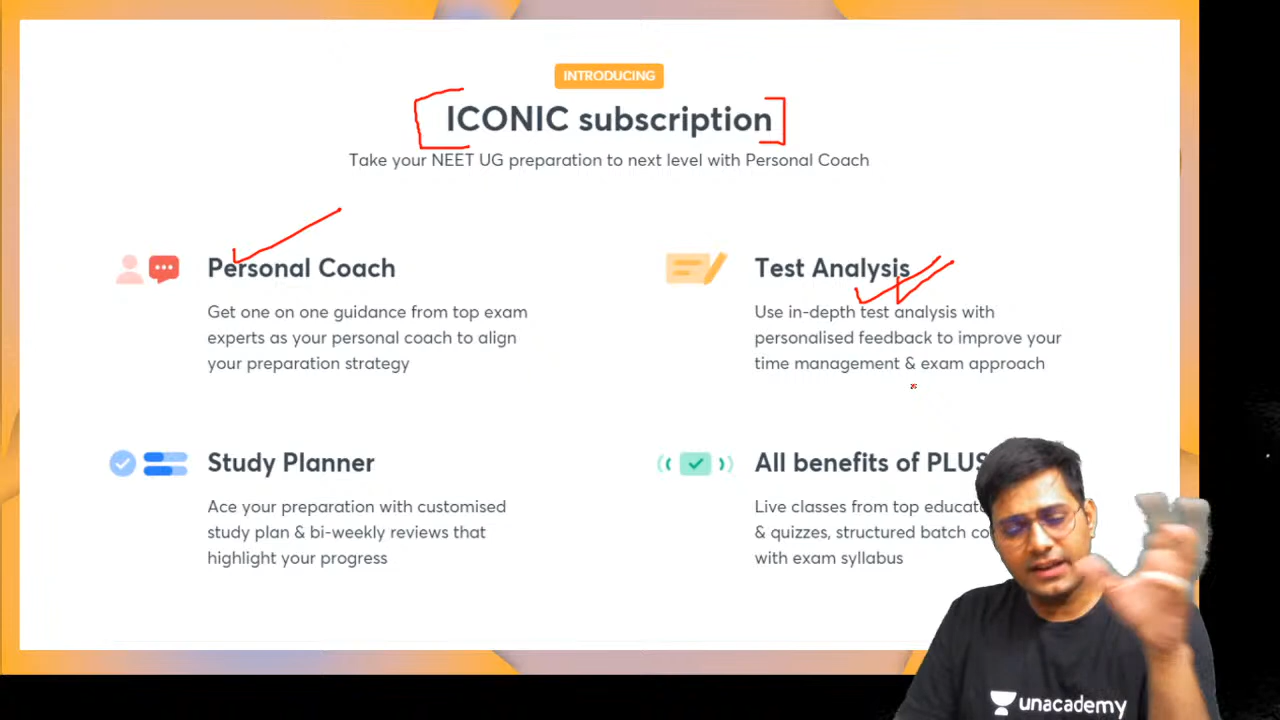 INTRODUCING
ICONIC subscription
Take your NEET UG preparation to next level with Personal Coach
Personal Coach
Get one on one guidance from top exam
experts as your personal coach to align
your preparation strategy
Test Analysis
Use in-depth test analysis with
personalised feedback to improve your
time management & exam approach
Study Planner
Ace your preparation with customised
study plan & bi-weekly reviews that
highlight your progress
All benefits of PLUS
Live classes from top
& quizzes, structured batch
with exam syllabus
unacademy